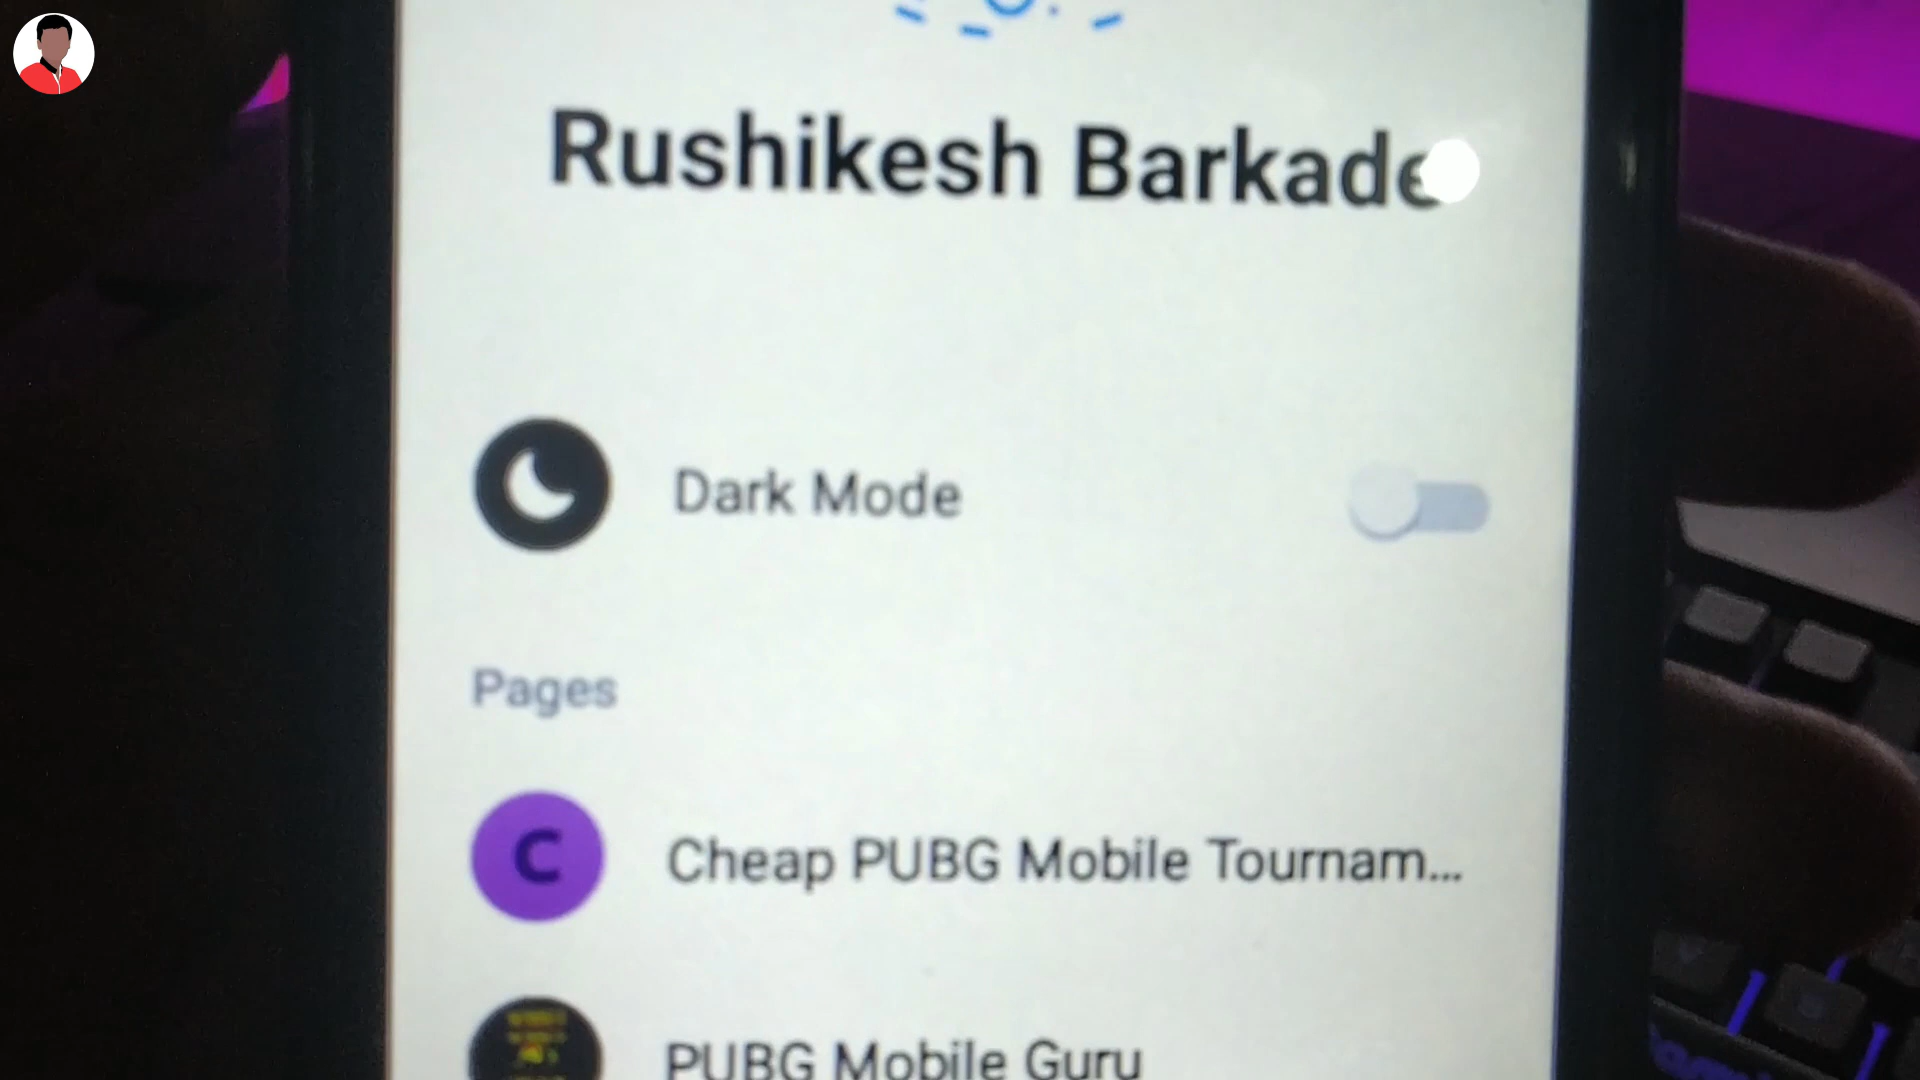 Rushikesh Barkade
Dark Mode
Pages
C
Cheap PUBG Mobile Tournam...
PUBG Mobile Guru